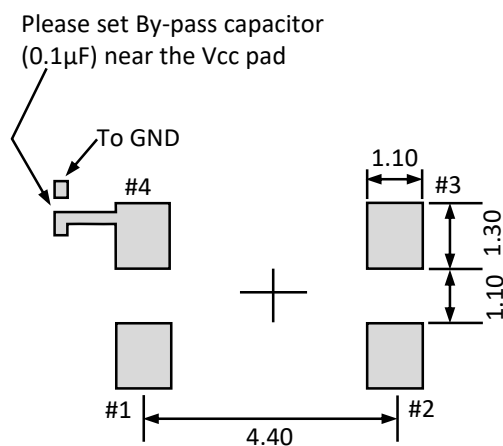 Please set By-pass capacitor
(0.1µF) near the Vcc pad
To GND
#4
1.10
#3
1.30
1.10
#1
#2
4.40